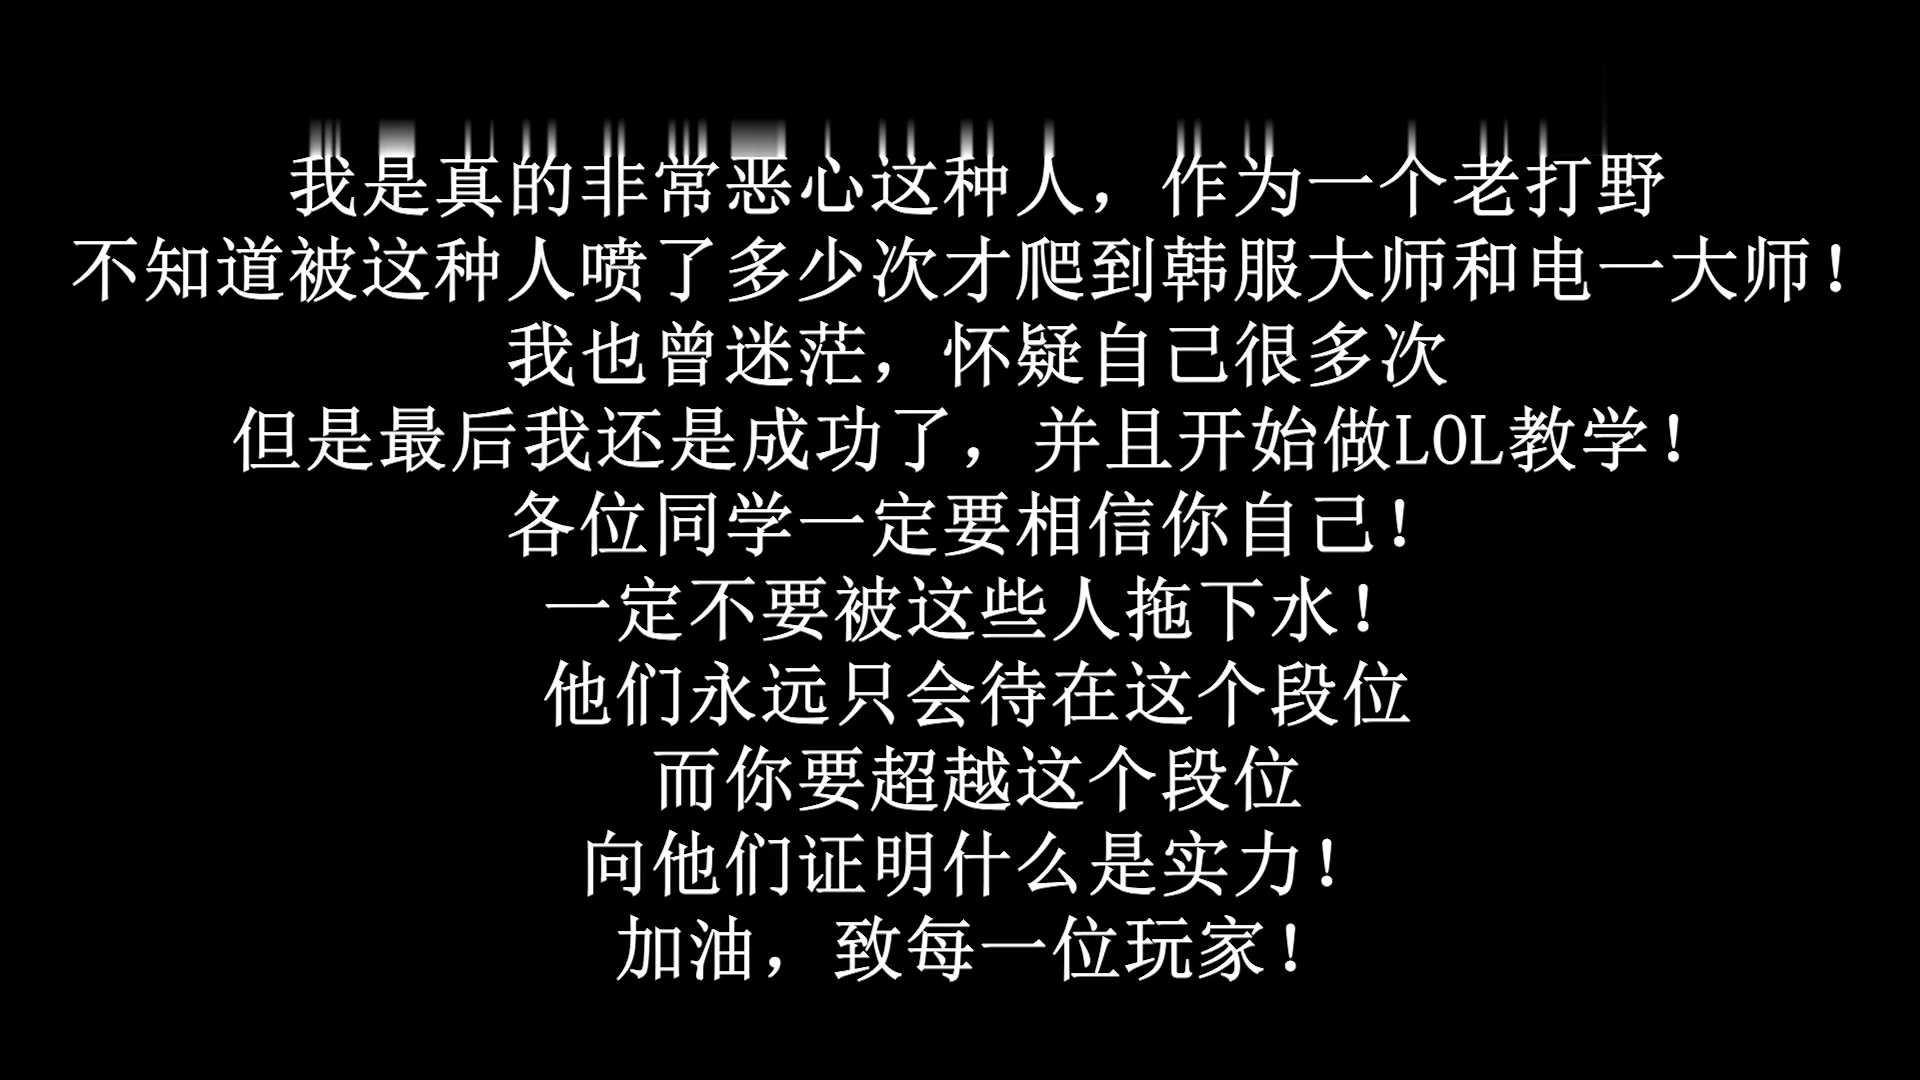 我是真的非常恶心这种人，作为一个老打野
不知道被这种人喷了多少次才爬到韩服大师和电一大师！
我也曾迷茫，怀疑自己很多次
但是最后我还是成功了，并且开始做LOL教学！
各位同学一定要相信你自己！
一定不要被这些人拖下水！
他们永远只会待在这个段位
而你要超越这个段位
向他们证明什么是实力！
加油，致每一位玩家！